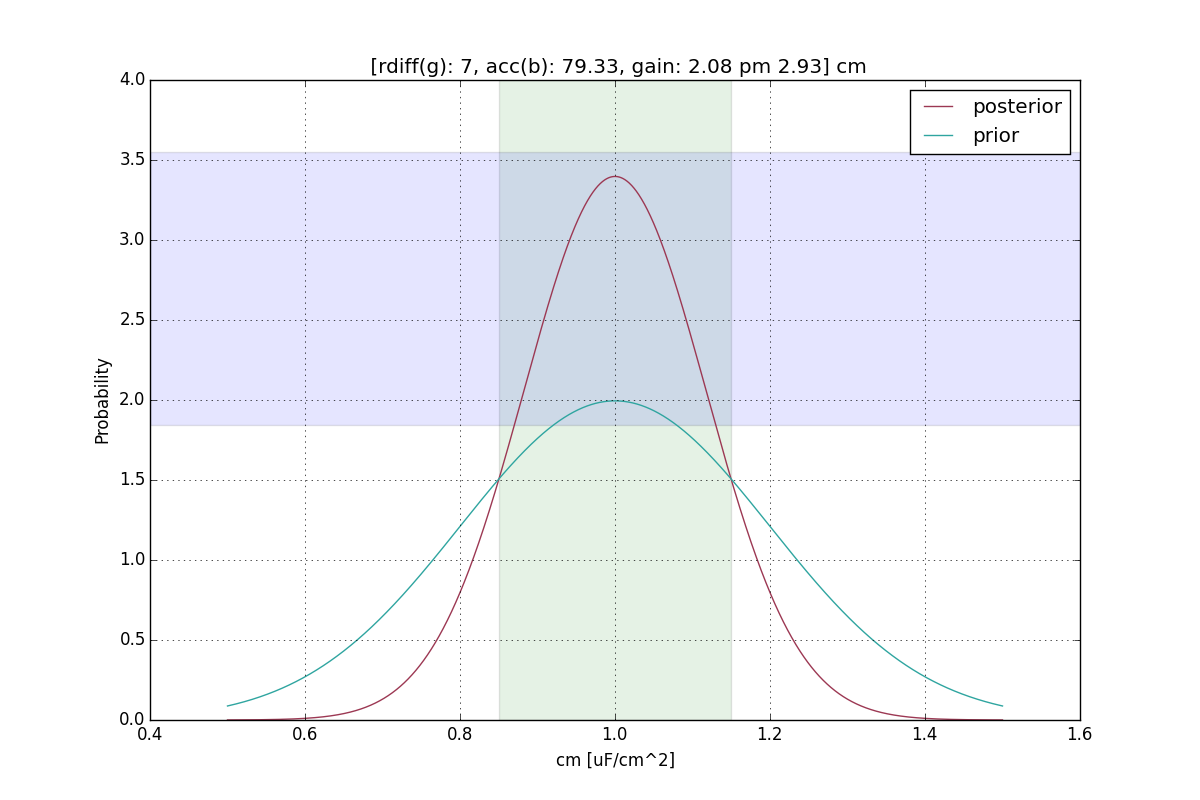 [rdiff(g): 7, acc(b): 79.33, gain: 2.08 pm 2.93] cm
posterior
prior
4.0
3.5
3.0
2.5
2.0
1.5
1.0
0.5
0.0
Probability
0.4 0.6 0.8 1.0 1.2 1.4 1.6
cm [uF/cm^2]